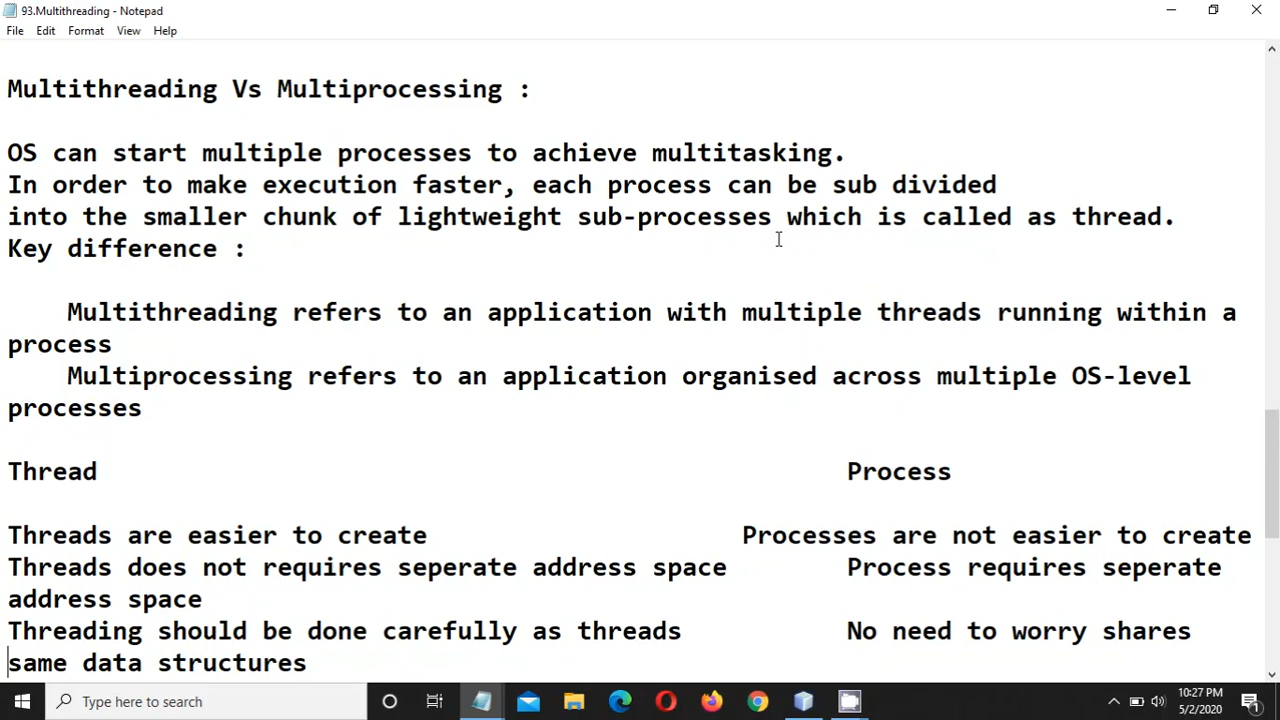 93.Multithreading - Notepad
File Edit Format View Help
Multithreading Vs Multiprocessing :
OS can start multiple processes to achieve multitasking.
In order to make execution faster, each process can be sub divided
into the smaller chunk of lightweight sub-processes which is called as thread.
Key difference :
Multithreading refers to an application with multiple threads running within a
process
Multiprocessing refers to an application organised across multiple OS-level
processes
Thread Process
Threads are easier to create Processes are not easier to create
Threads does not requires seperate address space Process requires seperate
address space
Threading should be done carefully as threads No need to worry shares
same data structures
Type here to search
10:27 PM
5/2/2020
1